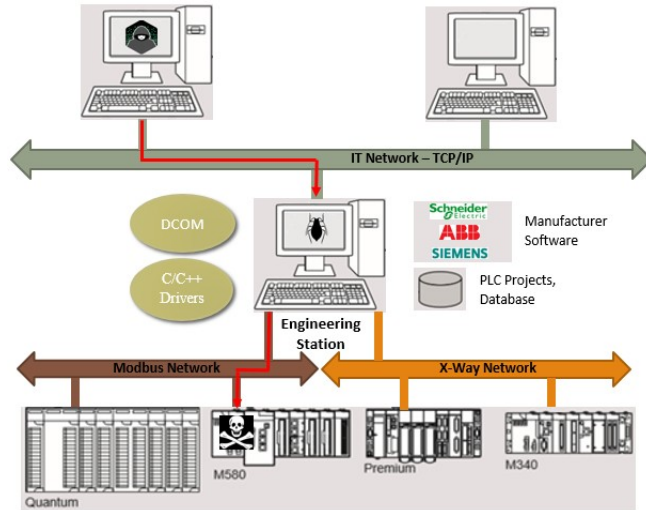 IT Network – TCP/IP
DCOM
C/C++
Drivers
Schneider
Electric
ABB
SIEMENS
Manufacturer
Software
PLC Projects,
Database
Engineering
Station
Modbus Network
X-Way Network
Quantum
M580
Premium
M340